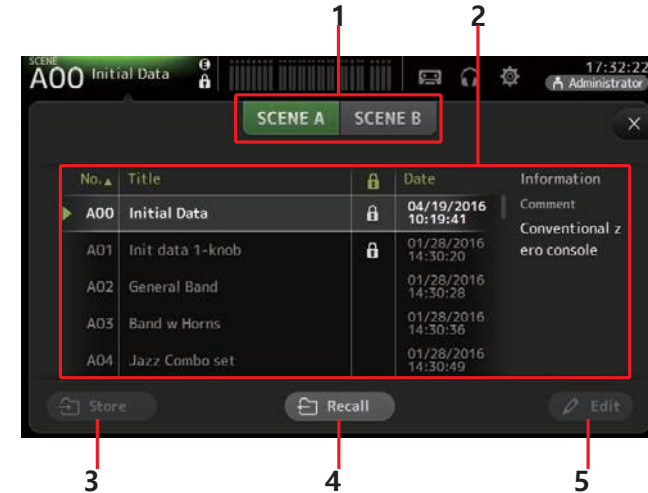 1 2
SCENE
A00 Initial Data E 17:32:22
Administrator
SCENE A SCENE B
No. Title Date Information
A00 Initial Data 04/19/2016 Comment
10:19:41 Conventional z
A01 Init data 1-knob 01/28/2016 ero console
14:30:20
A02 General Band 01/28/2016
14:30:28
A03 Band w Horns 01/28/2016
14:30:36
A04 Jazz Combo set 01/28/2016
14:30:49
Store Recall Edit
3 4 5